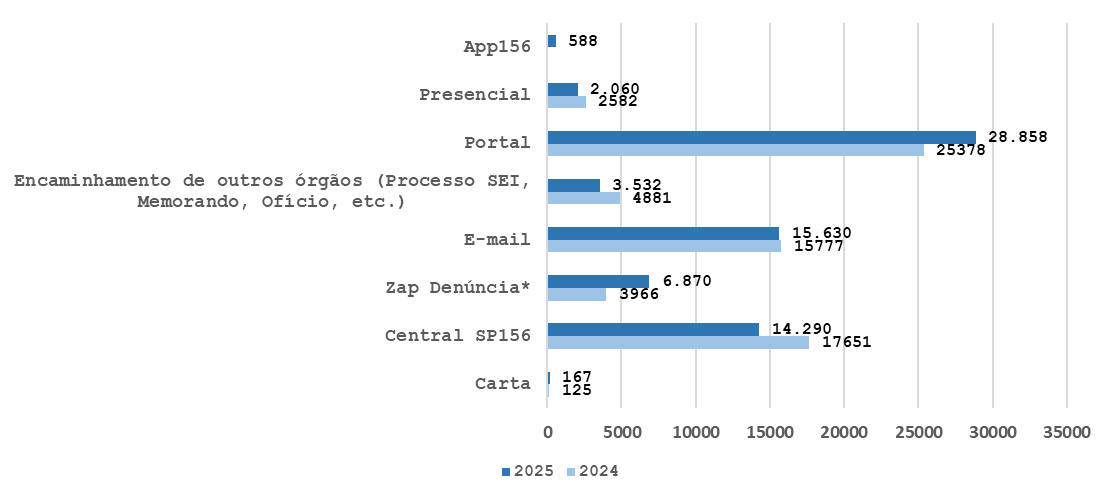 App156
588
Presencial
2.060
2582
Portal
28.858
25378
Encaminhamento de outros órgãos (Processo SEI,
Memorando, Ofício, etc.)
3.532
4881
E-mail
15.630
15777
Zap Denúncia*
6.870
3966
Central SP156
14.290
17651
Carta
167
125
0 5000 10000 15000 20000 25000 30000 35000
2025 2024